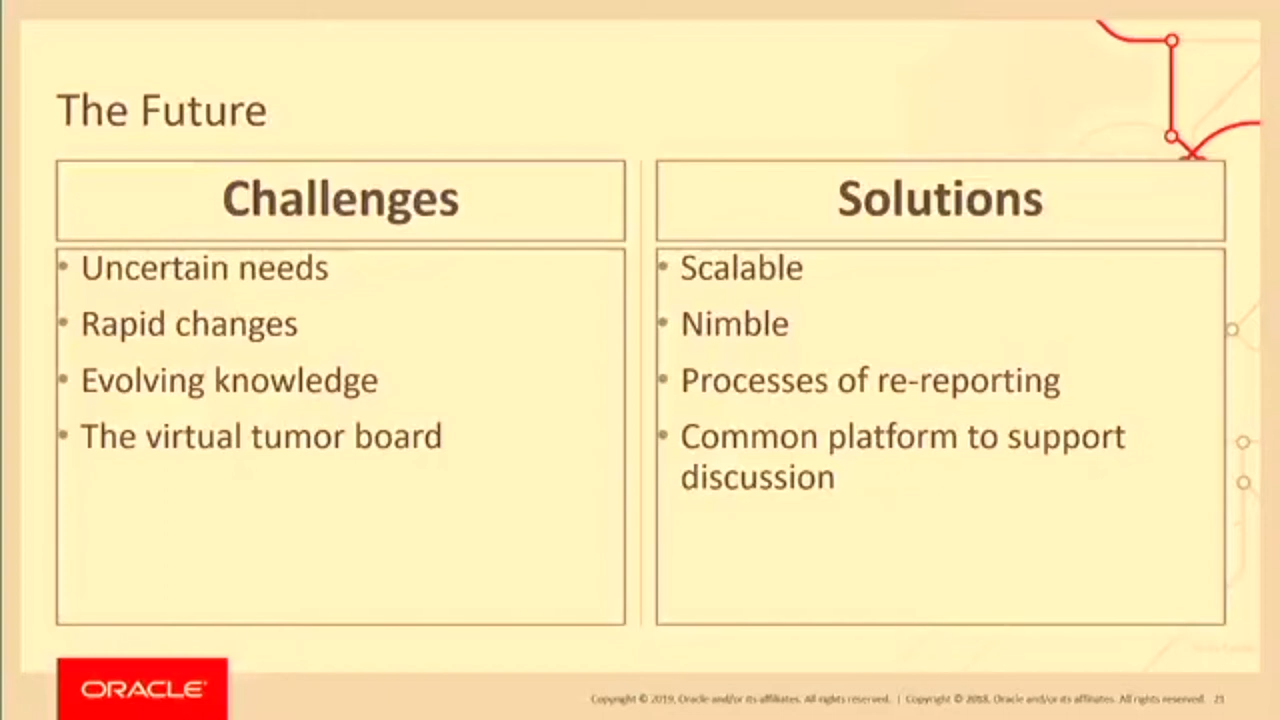 The Future
Challenges
Solutions
• Uncertain needs
• Rapid changes
• Evolving knowledge
• The virtual tumor board
• Scalable
• Nimble
• Processes of re-reporting
• Common platform to support
discussion
ORACLE
Copyright © 2019, Oracle and/or its affiliates. All rights reserved. | Copyright © 2018, Oracle and/or its affiliates. All rights reserved. 21